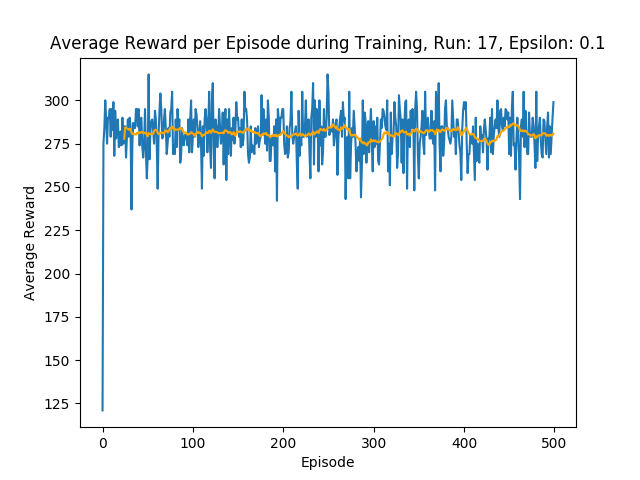 Average Reward per Episode during Training, Run: 17, Epsilon: 0.1
300
275
250
225
200
175
150
125
Average Reward
0 100 200 300 400 500
Episode